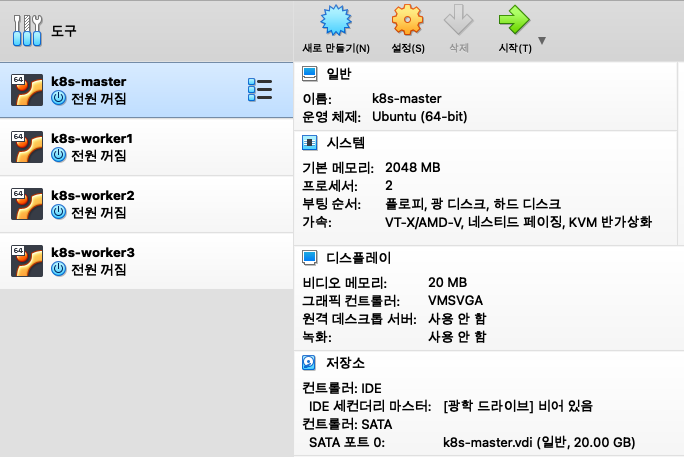 도구
새로 만들기(N) 설정(S) 삭제 시작(T)
64 k8s-master
전원 꺼짐
64 k8s-worker1
전원 꺼짐
64 k8s-worker2
전원 꺼짐
64 k8s-worker3
전원 꺼짐
일반
이름: k8s-master
운영 체제: Ubuntu (64-bit)
시스템
기본 메모리: 2048 MB
프로세서: 2
부팅 순서: 플로피, 광 디스크, 하드 디스크
가속: VT-X/AMD-V, 네스티드 페이징, KVM 반가상화
디스플레이
비디오 메모리: 20 MB
그래픽 컨트롤러: VMSVGA
원격 데스크톱 서버: 사용 안 함
녹화: 사용 안 함
저장소
컨트롤러: IDE
IDE 세컨더리 마스터: [광학 드라이브] 비어 있음
컨트롤러: SATA
SATA 포트 0: k8s-master.vdi (일반, 20.00 GB)